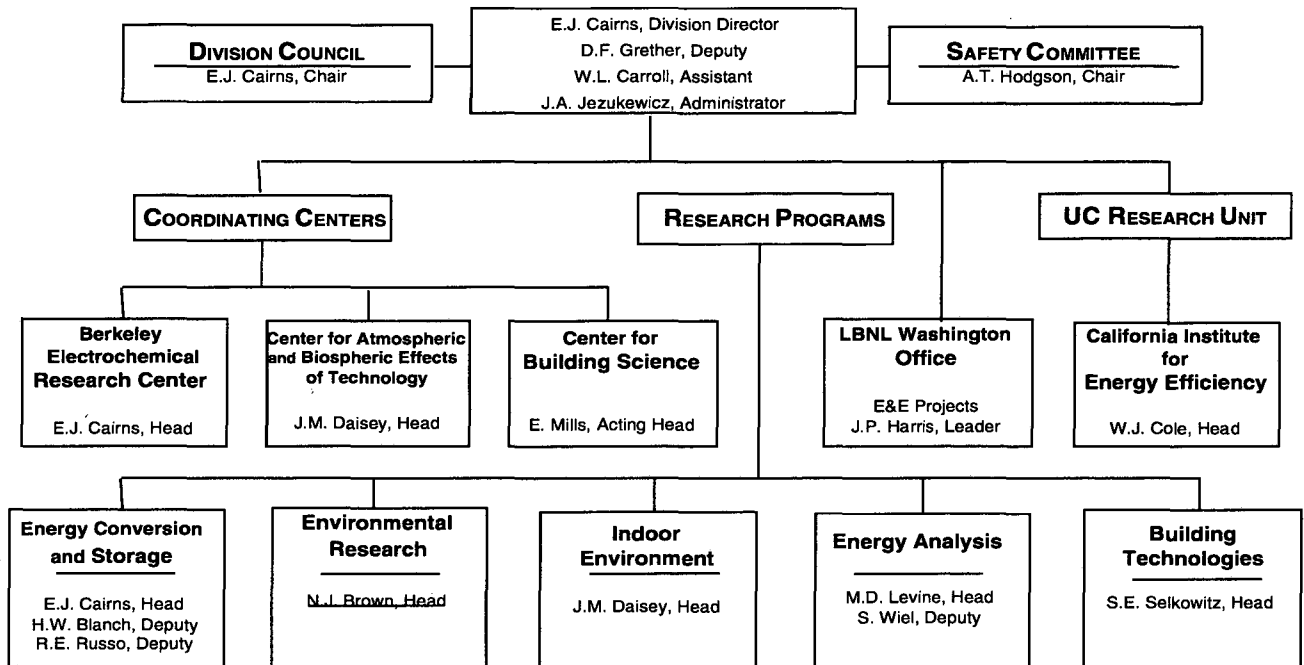 E.J. Cairns, Division Director
D.F. Grether, Deputy
W.L. Carroll, Assistant
J.A. Jezukewicz, Administrator
DIVISION COUNCIL
E.J. Cairns, Chair
SAFETY COMMITTEE
A.T. Hodgson, Chair
COORDINATING CENTERS
RESEARCH PROGRAMS
UC RESEARCH UNIT
Berkeley
Electrochemical
Research Center
E.J. Cairns, Head
Center for Atmospheric
and Biospheric Effects
of Technology
J.M. Daisey, Head
Center for
Building Science
E. Mills, Acting Head
LBNL Washington
Office
E&E Projects
J.P. Harris, Leader
California Institute
for
Energy Efficiency
W.J. Cole, Head
Energy Conversion
and Storage
E.J. Cairns, Head
H.W. Blanch, Deputy
R.E. Russo, Deputy
Environmental
Research
N.J. Brown, Head
Indoor
Environment
J.M. Daisey, Head
Energy Analysis
M.D. Levine, Head
S. Wiel, Deputy
Building
Technologies
S.E. Selkowitz, Head